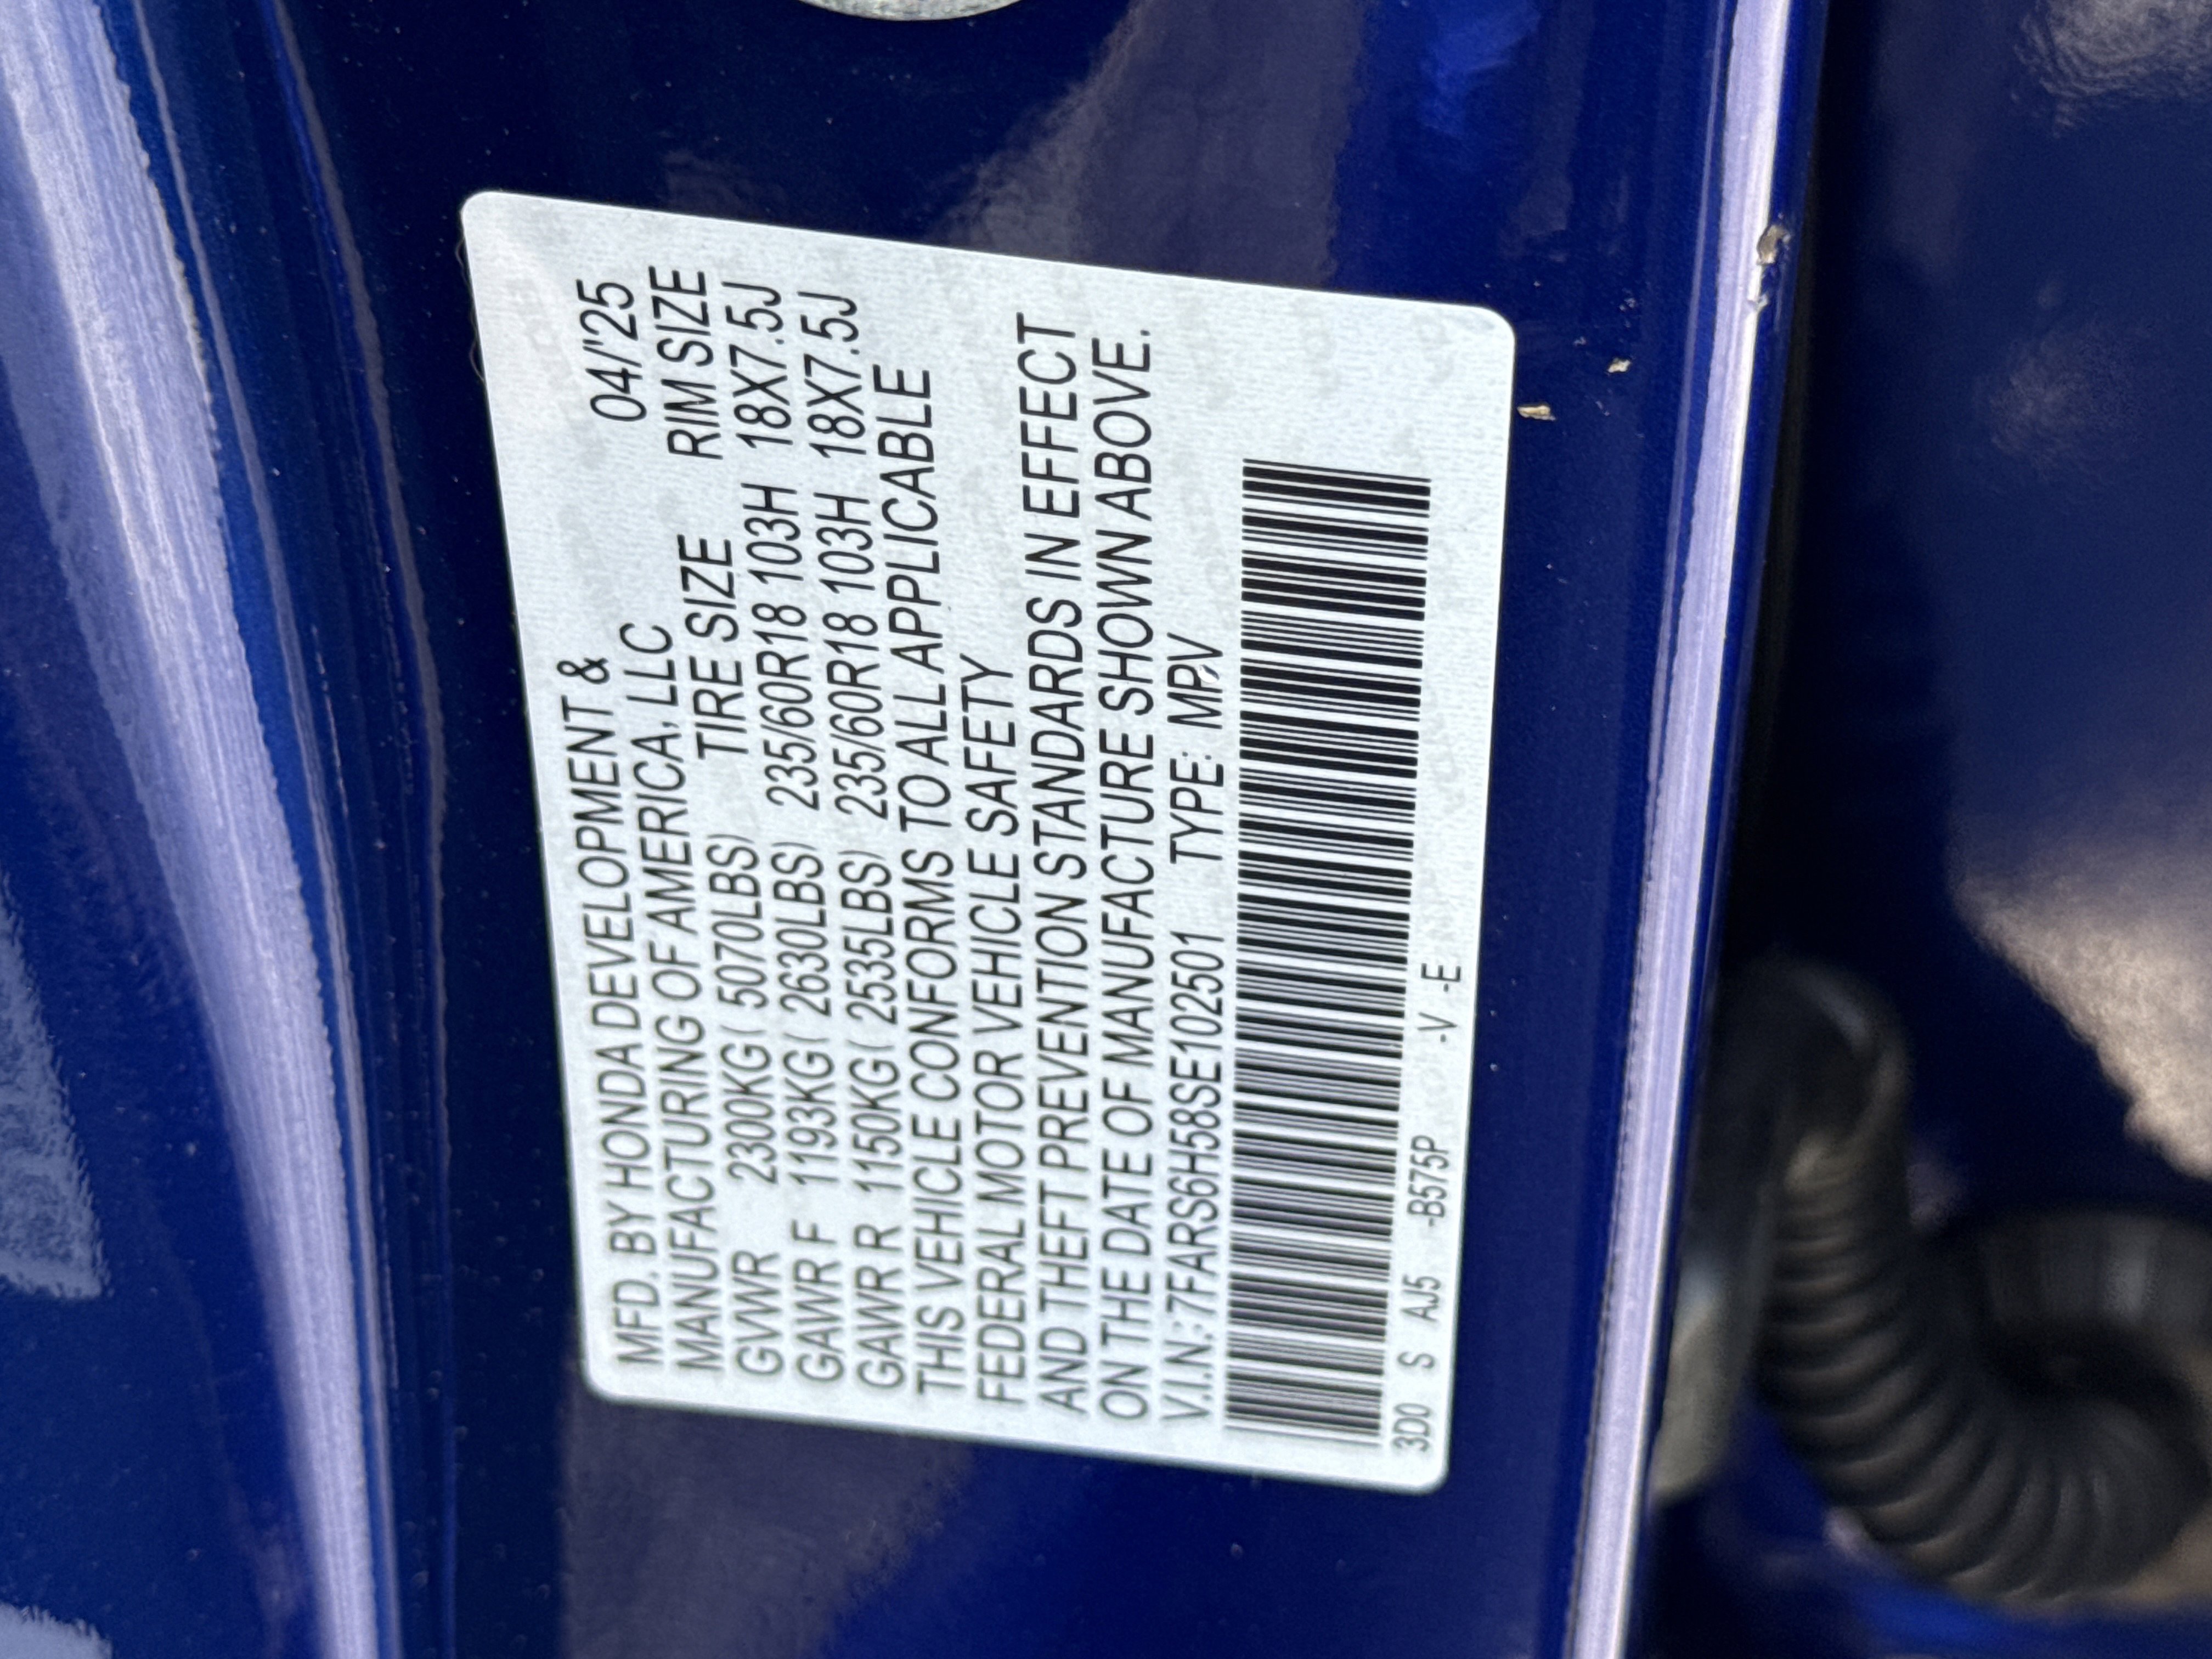 04/"25
MFD. BY HONDA DEVELOPMENT &
MANUFACTURING OF AMERICA, LLC
TIRE SIZE RIM SIZE
GVWR 2300KG( 5070LBS) 235/60R18 103H 18X7.5J
GAWR F 1193KG( 2630LBS) 235/60R18 103H 18X7.5J
GAWR R 1150KG( 2535LBS)
THIS VEHICLE CONFORMS TO ALL APPLICABLE
FEDERAL MOTOR VEHICLE SAFETY
AND THEFT PREVENTION STANDARDS IN EFFECT
ON THE DATE OF MANUFACTURE SHOWN ABOVE.
V.I.N.:7FARS6H58SE102501 TYPE: MPV
3D0 S AJ5 -B575P -V -E